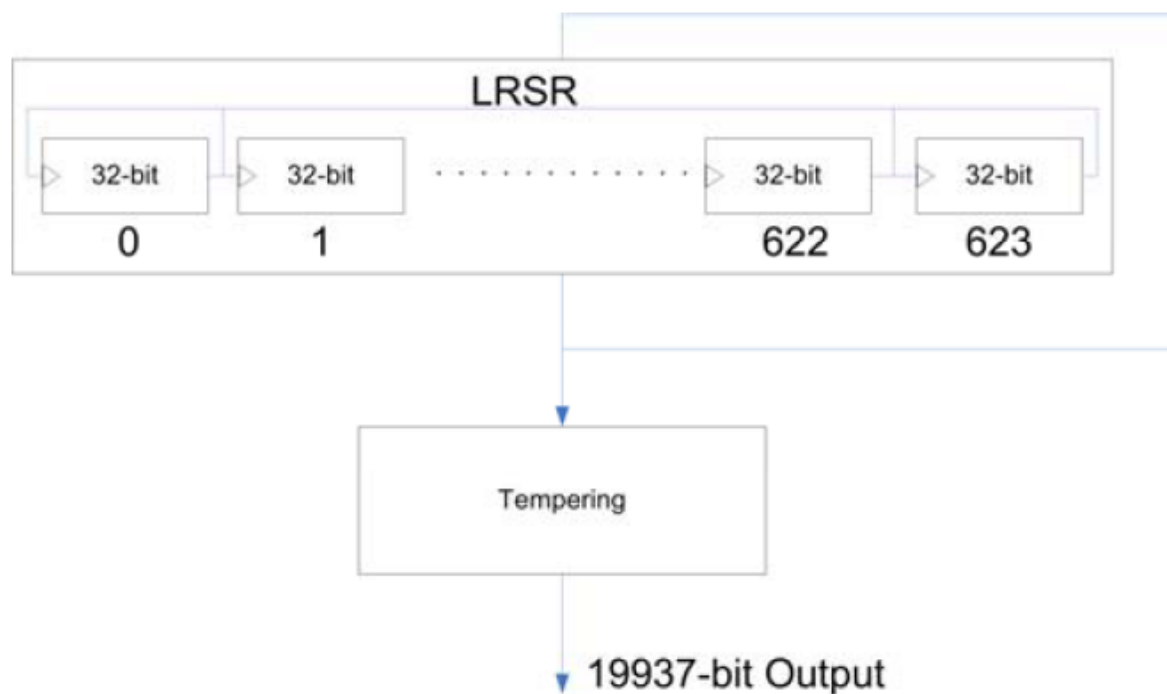 LRSR
32-bit 32-bit 32-bit 32-bit
0 1 622 623
Tempering
19937-bit Output